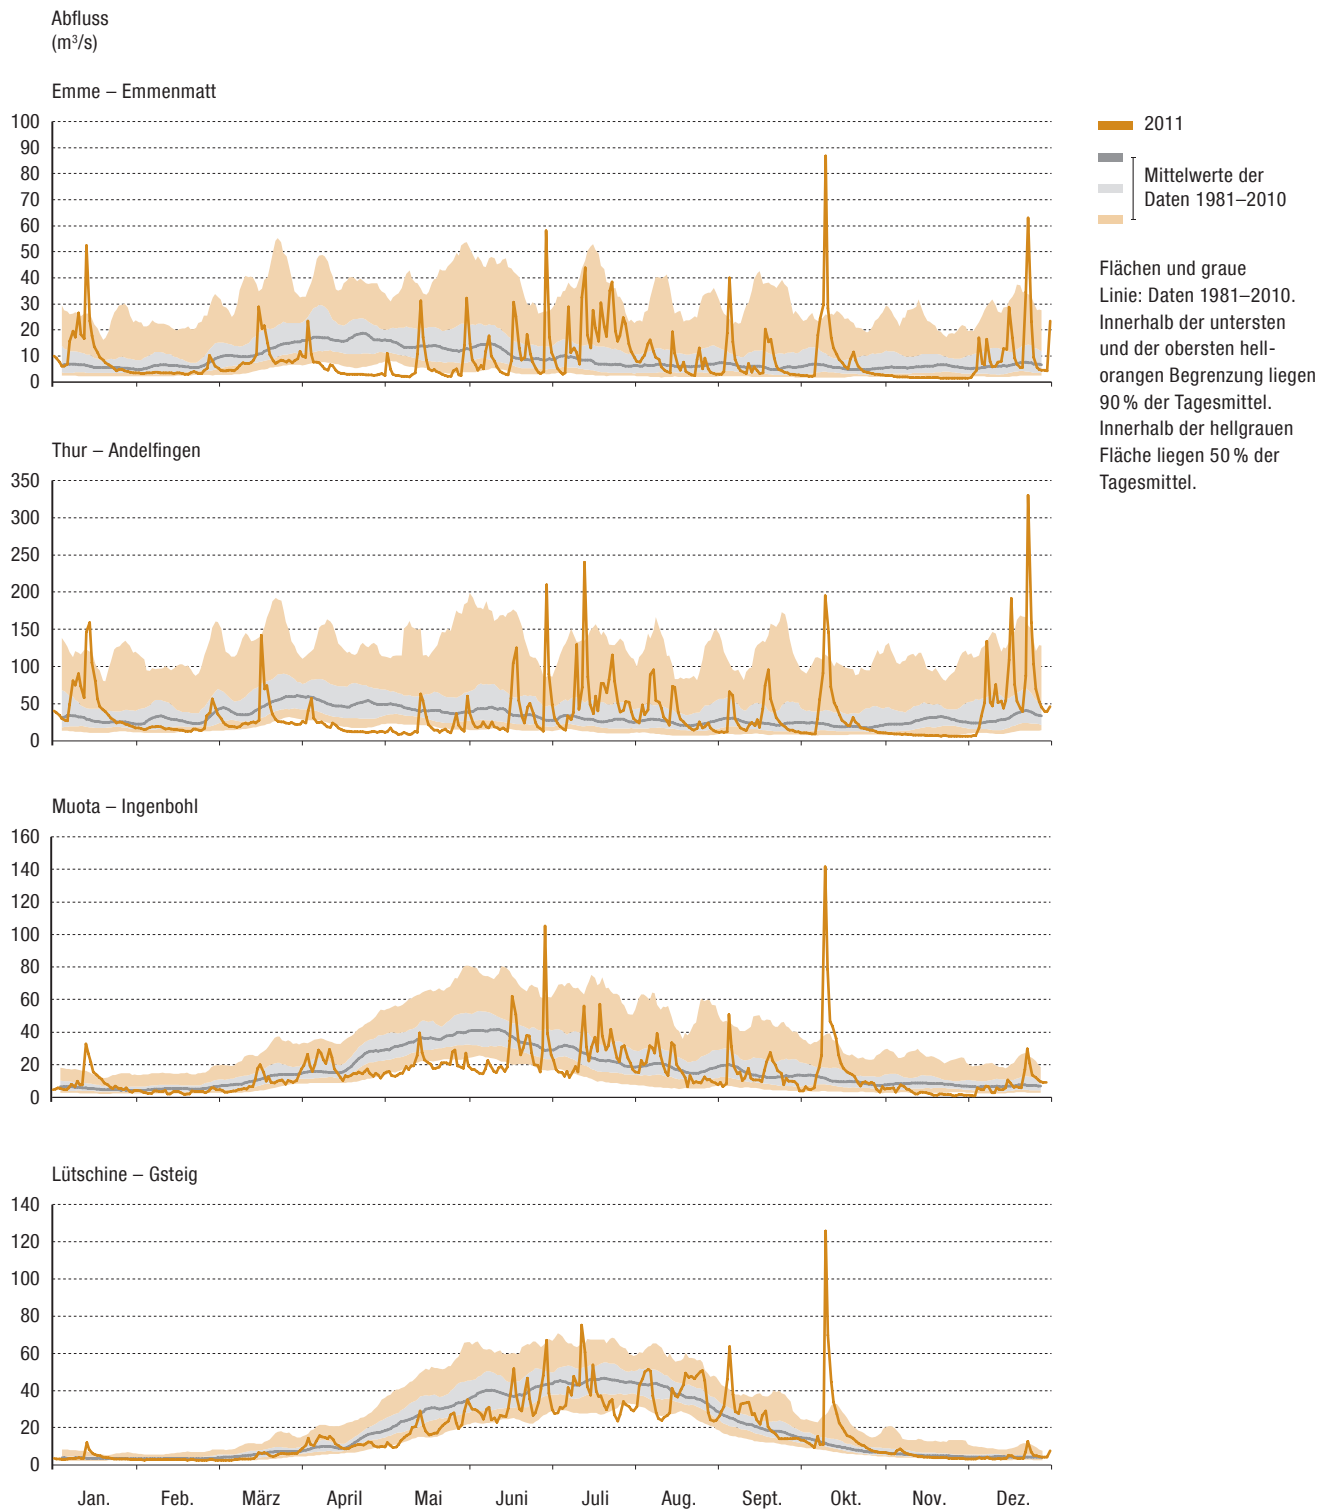 Abfluss
(m³/s)
Emme – Emmenmatt
100
90
80
70
60
50
40
30
20
10
0
2011
Mittelwerte der
Daten 1981–2010
Flächen und graue
Linie: Daten 1981–2010.
Innerhalb der untersten
und der obersten hell-
orangen Begrenzung liegen
90 % der Tagesmittel.
Innerhalb der hellgrauen
Fläche liegen 50 % der
Tagesmittel.
Thur – Andelfingen
350
300
250
200
150
100
50
0
Muota – Ingenbohl
160
140
120
100
80
60
40
20
0
Lütschine – Gsteig
140
120
100
80
60
40
20
0
Jan. Feb. März April Mai Juni Juli Aug. Sept. Okt. Nov. Dez.